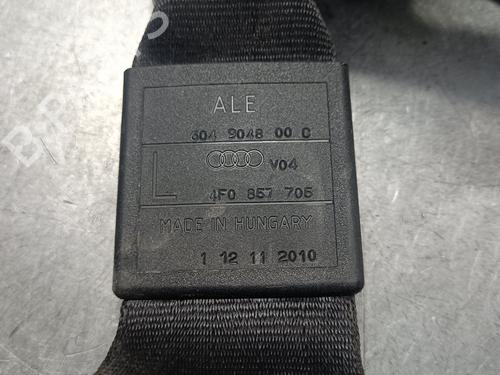 ALE
604 9048 00 C
V04
L
4F0 857 705
MADE IN HUNGARY
1 12 11 2010